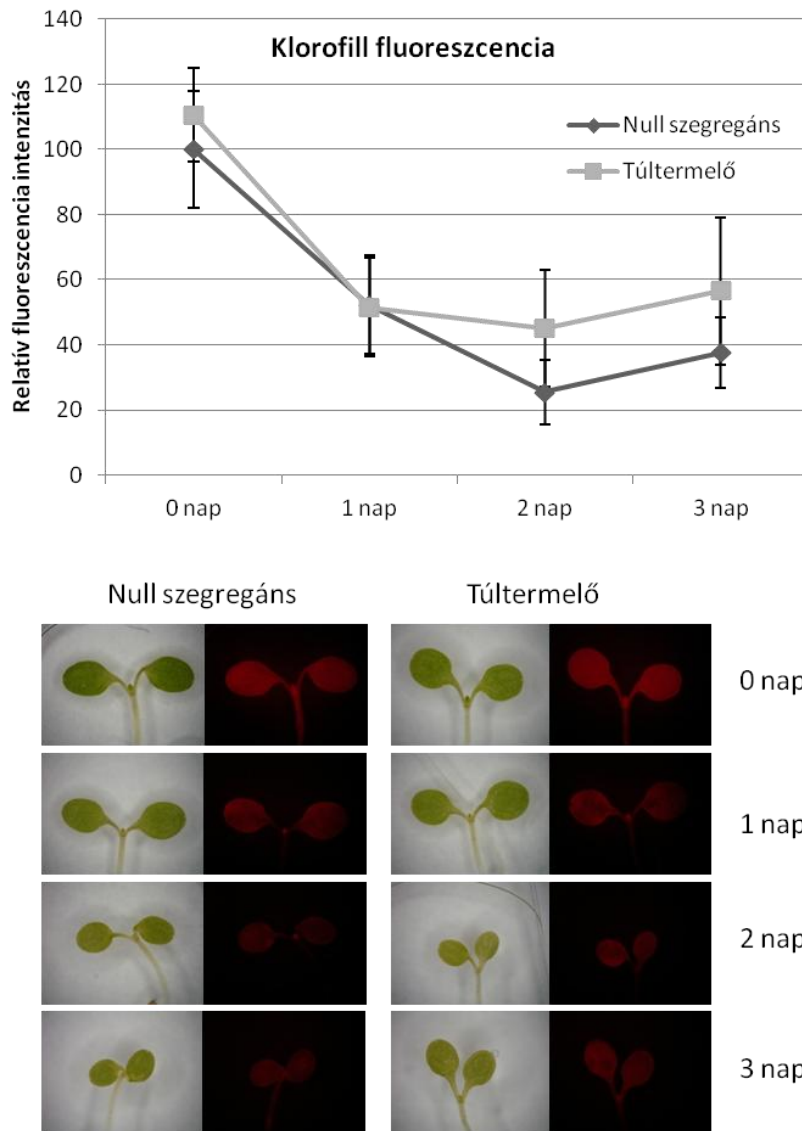 Klorofill fluoreszcencia
Relatív fluoreszcencia intenzitás
140
120
100
80
60
40
20
0
Null szegregáns
Túltermelő
0 nap
1 nap
2 nap
3 nap
Null szegregáns
Túltermelő
0 nap
1 nap
2 nap
3 nap